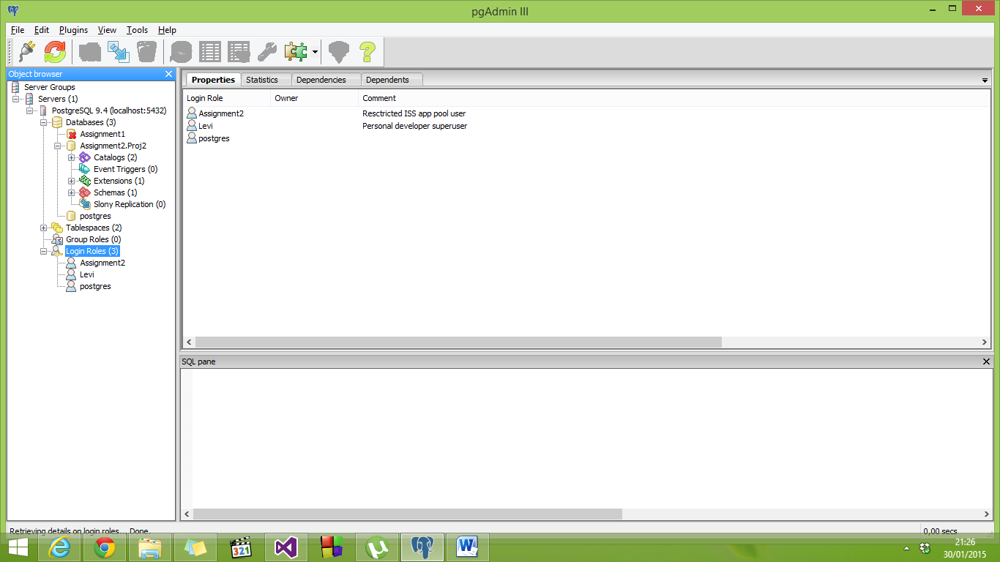 pgAdmin III
File Edit Plugins View Tools Help
Object browser
Server Groups
Servers (1)
PostgreSQL 9.4 (localhost:5432)
Databases (3)
Assignment1
Assignment2.Proj2
Catalogs (2)
Event Triggers (0)
Extensions (1)
Schemas (1)
Slony Replication (0)
postgres
Tablespaces (2)
Group Roles (0)
Login Roles (3)
Assignment2
Levi
postgres
Properties Statistics Dependencies Dependents
Login Role Owner Comment
Assignment2 Resctricted ISS app pool user
Levi Personal developer superuser
postgres
SQL pane
Retrieving details on login roles... Done. 0,00 secs
321
21:26
30/01/2015